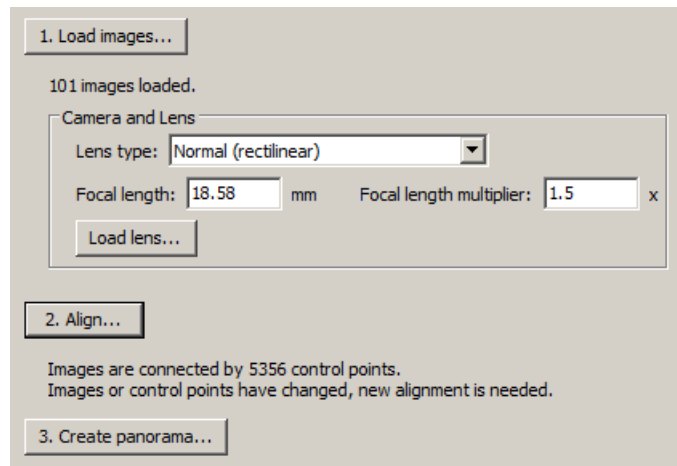 1. Load images...
101 images loaded.
Camera and Lens
Lens type: Normal (rectilinear)
Focal length: 18.58 mm Focal length multiplier: 1.5 x
Load lens...
2. Align...
Images are connected by 5356 control points.
Images or control points have changed, new alignment is needed.
3. Create panorama...